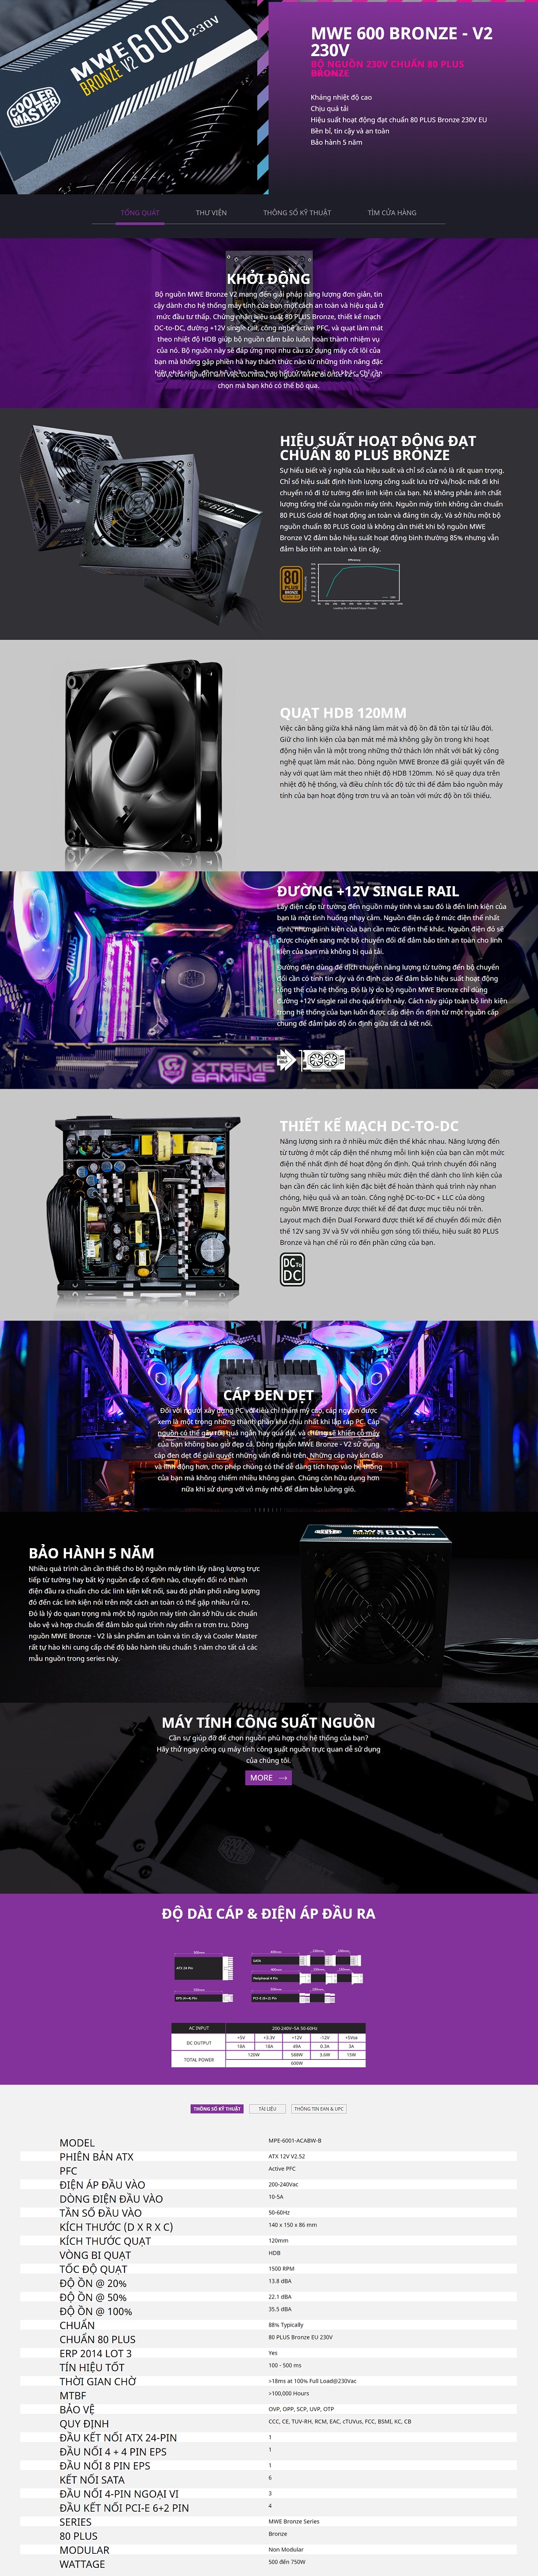 MWE 600
BRONZE V2
230V
COOLER
MASTER
MWE 600 BRONZE - V2
230V
BỘ NGUỒN 230V CHUẨN 80 PLUS
BRONZE
Kháng nhiệt độ cao
Chịu quá tải
Hiệu suất hoạt động đạt chuẩn 80 PLUS Bronze 230V EU
Bền bỉ, tin cậy và an toàn
Bảo hành 5 năm
TỔNG QUÁT THƯ VIỆN THÔNG SỐ KỸ THUẬT TÌM CỬA HÀNG
KHỞI ĐỘNG
Bộ nguồn MWE Bronze V2 mang đến giải pháp năng lượng đơn giản, tin
cậy dành cho hệ thống máy tính của bạn một cách an toàn và hiệu quả ở
mức đầu tư thấp. Chứng nhận hiệu suất 80 PLUS Bronze, thiết kế mạch
DC-to-DC, đường +12V single rail, công nghệ active PFC, và quạt làm mát
theo nhiệt độ HDB giúp bộ nguồn đảm bảo luôn hoàn thành nhiệm vụ
của nó. Bộ nguồn này sẽ đáp ứng mọi nhu cầu sử dụng máy cốt lõi của
bạn mà không gặp phiền hà hay thách thức nào từ những tính năng đặc
chọn mà bạn khó có thể bỏ qua.
HIỆU SUẤT HOẠT ĐỘNG ĐẠT
CHUẨN 80 PLUS BRONZE
Sự hiểu biết về ý nghĩa của hiệu suất và chỉ số của nó là rất quan trọng.
Chỉ số hiệu suất định hình lượng công suất lưu trữ và/hoặc mất đi khi
chuyển nó đi từ tường đến linh kiện của bạn. Nó không phản ánh chất
lượng tổng thể của nguồn máy tính. Nguồn máy tính không cần chuẩn
80 PLUS Gold để hoạt động an toàn và đáng tin cậy. Và sở hữu một bộ
nguồn chuẩn 80 PLUS Gold là không cần thiết khi bộ nguồn MWE
Bronze V2 đảm bảo hiệu suất hoạt động bình thường 85% nhưng vẫn
đảm bảo tính an toàn và tin cậy.
80
PLUS
BRONZE
230V EU
Efficiency
QUẠT HDB 120MM
Việc cân bằng giữa khả năng làm mát và độ ồn đã tồn tại từ lâu đời.
Giữ cho linh kiện của bạn mát mẻ mà không gây ồn trong khi hoạt
động hiện vẫn là một trong những thử thách lớn nhất với bất kỳ công
nghệ quạt làm mát nào. Dòng nguồn MWE Bronze đã giải quyết vấn đề
này với quạt làm mát theo nhiệt độ HDB 120mm. Nó sẽ quay dựa trên
nhiệt độ hệ thống, và điều chỉnh tốc độ tức thì để đảm bảo nguồn máy
tính của bạn hoạt động trơn tru và an toàn với mức độ ồn tối thiểu.
AORUS
XTREME
GAMING
ĐƯỜNG +12V SINGLE RAIL
Lấy điện cấp từ tường đến nguồn máy tính và sau đó là đến linh kiện của
bạn là một tình huống nhạy cảm. Nguồn điện cấp ở mức điện thế nhất
định, nhưng linh kiện của bạn cần mức điện thế khác. Nguồn điện đó sẽ
được chuyển sang một bộ chuyển đổi để đảm bảo tính an toàn cho linh
kiện của bạn mà không bị quá tải.
Đường điện dùng để dịch chuyển năng lượng từ tường đến bộ chuyển
đổi cần có tính tin cậy và ổn định cao để đảm bảo hiệu suất hoạt động
tổng thể của hệ thống. Đó là lý do bộ nguồn MWE Bronze chỉ dùng
đường +12V single rail cho quá trình này. Cách này giúp toàn bộ linh kiện
trong hệ thống của bạn luôn được cấp điện ổn định từ một nguồn cấp
chung để đảm bảo độ ổn định giữa tất cả kết nối.
THIẾT KẾ MẠCH DC-TO-DC
Năng lượng sinh ra ở nhiều mức điện thế khác nhau. Năng lượng đến
từ tường ở một cấp điện thế nhưng mỗi linh kiện của bạn cần một mức
điện thế nhất định để hoạt động ổn định. Quá trình chuyển đổi năng
lượng thuần từ tường sang nhiều mức điện thế dành cho linh kiện của
bạn cần đến các linh kiện đặc biệt để hoàn thành quá trình này nhan
chóng, hiệu quả và an toàn. Công nghệ DC-to-DC + LLC của dòng
nguồn MWE Bronze được thiết kế để đạt được mục tiêu nói trên.
Layout mạch điện Dual Forward được thiết kế để chuyển đổi mức điện
thế 12V sang 3V và 5V với nhiễu gợn sóng tối thiểu, hiệu suất 80 PLUS
Bronze và hạn chế rủi ro đến phần cứng của bạn.
DC TO
DC
CÁP ĐEN DẸT
Đối với người xây dựng PC với tiêu chí thẩm mỹ cao, cáp nguồn được
xem là một trong những thành phần khó chịu nhất khi lắp ráp PC. Cáp
nguồn có thể gây rối, quá ngắn hay quá dài, và chúng sẽ khiến cỗ máy
của bạn không bao giờ đẹp cả. Dòng nguồn MWE Bronze - V2 sử dụng
cáp đen dẹt để giải quyết những vấn đề nói trên. Những cáp này kín đáo
và linh động hơn, cho phép chúng có thể dễ dàng tích hợp vào hệ thống
của bạn mà không chiếm nhiều không gian. Chúng còn hữu dụng hơn
nữa khi sử dụng với vỏ máy nhỏ để đảm bảo luồng gió.
BẢO HÀNH 5 NĂM
Nhiều quá trình cần cần thiết cho bộ nguồn máy tính lấy năng lượng trực
tiếp từ tường hay bất kỳ nguồn cấp cố định nào, chuyển đổi nó thành
điện đầu ra chuẩn cho các linh kiện kết nối, sau đó phân phối năng lượng
đó đến các linh kiện nói trên một cách an toàn có thể gặp nhiều rủi ro.
Đó là lý do quan trọng mà một bộ nguồn máy tính cần sở hữu các chuẩn
bảo vệ và hợp chuẩn để đảm bảo quá trình này diễn ra trơn tru. Dòng
nguồn MWE Bronze - V2 là sản phẩm an toàn và tin cậy và Cooler Master
rất tự hào khi cung cấp chế độ bảo hành tiêu chuẩn 5 năm cho tất cả các
mẫu nguồn trong series này.
MÁY TÍNH CÔNG SUẤT NGUỒN
Cần sự giúp đỡ để chọn nguồn phù hợp cho hệ thống của bạn?
Hãy thử ngay công cụ máy tính công suất nguồn trực quan dễ sử dụng
của chúng tôi.
MORE →
ĐỘ DÀI CÁP & ĐIỆN ÁP ĐẦU RA
ATX 24 Pin
SATA
Peripheral 4 Pin
EPS (4+4) Pin
PCI-E (6+2) Pin
AC INPUT 200-240V~5A 50-60Hz
DC OUTPUT +5V +3.3V +12V -12V +5Vsb
18A 18A 49A 0.3A 3A
TOTAL POWER 120W 588W 3.6W 15W
600W
THÔNG SỐ KỸ THUẬT TÀI LIỆU THÔNG TIN EAN & UPC
MODEL MPE-6001-ACABW-B
PHIÊN BẢN ATX ATX 12V V2.52
PFC Active PFC
ĐIỆN ÁP ĐẦU VÀO 200-240Vac
DÒNG ĐIỆN ĐẦU VÀO 10-5A
TẦN SỐ ĐẦU VÀO 50-60Hz
KÍCH THƯỚC (D X R X C) 140 x 150 x 86 mm
KÍCH THƯỚC QUẠT 120mm
VÒNG BI QUẠT HDB
TỐC ĐỘ QUẠT 1500 RPM
ĐỘ ỒN @ 20% 13.8 dBA
ĐỘ ỒN @ 50% 22.1 dBA
ĐỘ ỒN @ 100% 35.5 dBA
CHUẨN 88% Typically
CHUẨN 80 PLUS 80 PLUS Bronze EU 230V
ERP 2014 LOT 3 Yes
TÍN HIỆU TỐT 100 - 500 ms
THỜI GIAN CHỜ >18ms at 100% Full Load@230Vac
MTBF >100,000 Hours
BẢO VỆ OVP, OPP, SCP, UVP, OTP
QUY ĐỊNH CCC, CE, TUV-RH, RCM, EAC, cTUVus, FCC, BSMI, KC, CB
ĐẦU KẾT NỐI ATX 24-PIN 1
ĐẦU NỐI 4 + 4 PIN EPS 1
ĐẦU NỐI 8 PIN EPS 1
KẾT NỐI SATA 6
ĐẦU NỐI 4-PIN NGOẠI VI 3
ĐẦU KẾT NỐI PCI-E 6+2 PIN 4
SERIES MWE Bronze Series
80 PLUS Bronze
MODULAR Non Modular
WATTAGE 500 đến 750W